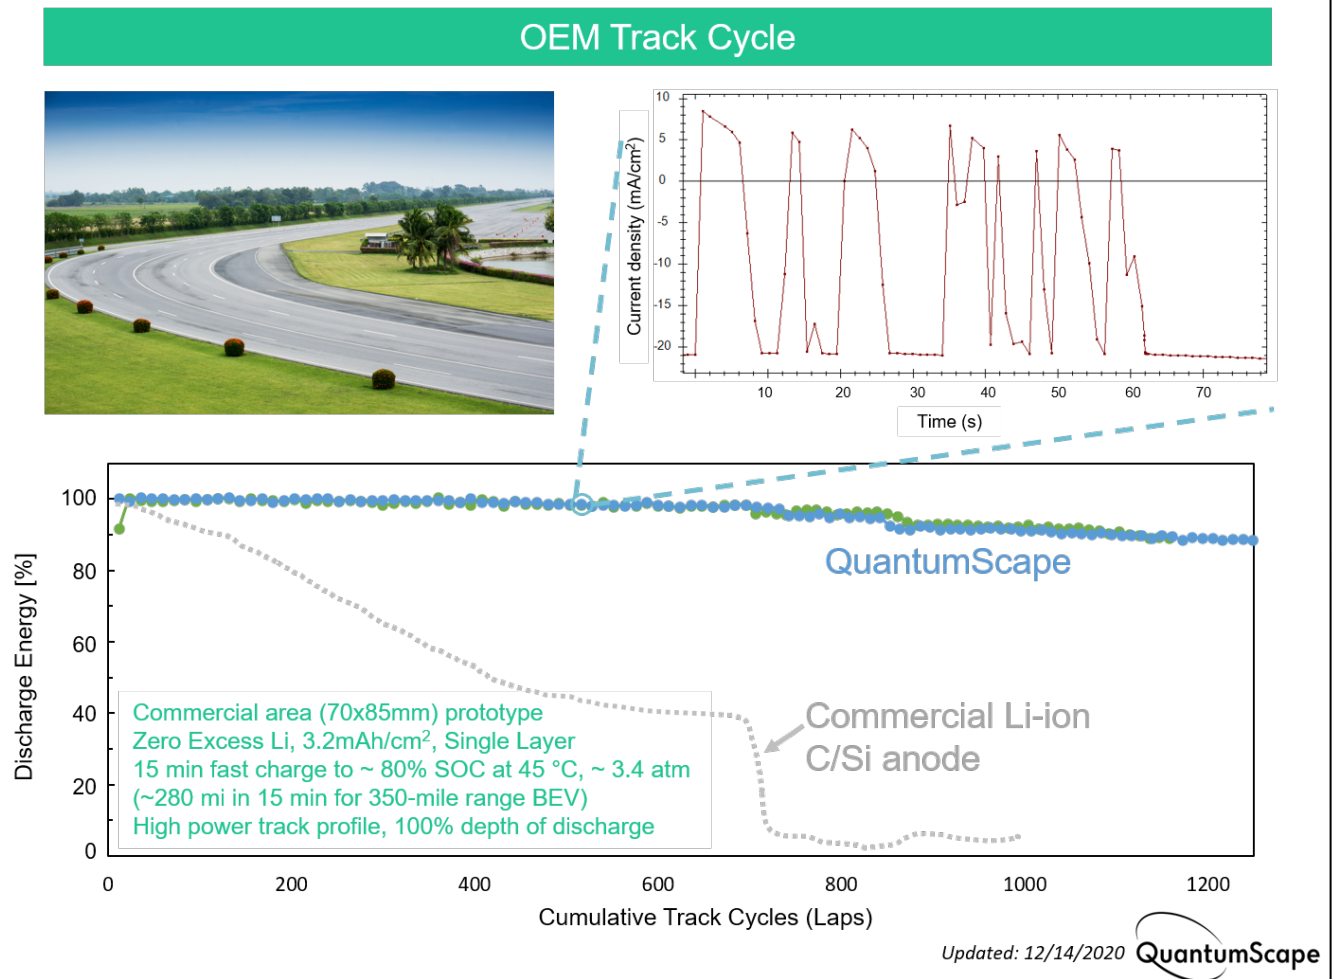 OEM Track Cycle
10
5
0
-5
-10
-15
-20
Current density (mA/cm²)
10 20 30 40 50 60 70
Time (s)
100
80
60
40
20
0
Discharge Energy [%]
QuantumScape
Commercial Li-ion
C/Si anode
Commercial area (70x85mm) prototype
Zero Excess Li, 3.2mAh/cm², Single Layer
15 min fast charge to ~ 80% SOC at 45 °C, ~ 3.4 atm
(~280 mi in 15 min for 350-mile range BEV)
High power track profile, 100% depth of discharge
0 200 400 600 800 1000 1200
Cumulative Track Cycles (Laps)
Updated: 12/14/2020
QuantumScape